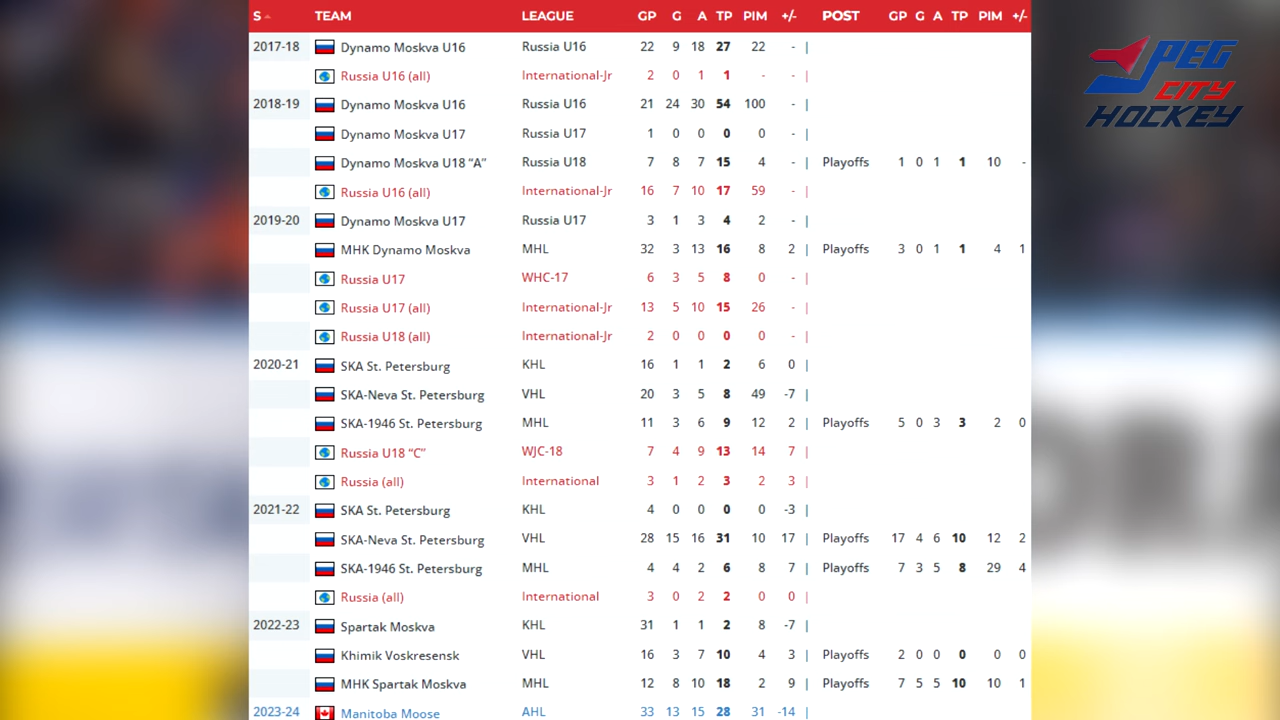 S TEAM LEAGUE GP G A TP PIM +/- POST GP G A TP PIM +/-
2017-18 Dynamo Moskva U16 Russia U16 22 9 18 27 22 - |
Russia U16 (all) International-Jr 2 0 1 1 - - |
2018-19 Dynamo Moskva U16 Russia U16 21 24 30 54 100 - |
Dynamo Moskva U17 Russia U17 1 0 0 0 0 - |
Dynamo Moskva U18 “A” Russia U18 7 8 7 15 4 - | Playoffs 1 0 1 1 10 -
Russia U16 (all) International-Jr 16 7 10 17 59 - |
2019-20 Dynamo Moskva U17 Russia U17 3 1 3 4 2 - |
MHK Dynamo Moskva MHL 32 3 13 16 8 2 | Playoffs 3 0 1 1 4 1
Russia U17 WHC-17 6 3 5 8 0 - |
Russia U17 (all) International-Jr 13 5 10 15 26 - |
Russia U18 (all) International-Jr 2 0 0 0 0 - |
2020-21 SKA St. Petersburg KHL 16 1 1 2 6 0 |
SKA-Neva St. Petersburg VHL 20 3 5 8 49 -7 |
SKA-1946 St. Petersburg MHL 11 3 6 9 12 2 | Playoffs 5 0 3 3 2 0
Russia U18 “C” WJC-18 7 4 9 13 14 7 |
Russia (all) International 3 1 2 3 2 3 |
2021-22 SKA St. Petersburg KHL 4 0 0 0 0 -3 |
SKA-Neva St. Petersburg VHL 28 15 16 31 10 17 | Playoffs 17 4 6 10 12 2
SKA-1946 St. Petersburg MHL 4 4 2 6 8 7 | Playoffs 7 3 5 8 29 4
Russia (all) International 3 0 2 2 0 0 |
2022-23 Spartak Moskva KHL 31 1 1 2 8 -7 |
Khimik Voskresensk VHL 16 3 7 10 4 3 | Playoffs 2 0 0 0 0 0
MHK Spartak Moskva MHL 12 8 10 18 2 9 | Playoffs 7 5 5 10 10 1
2023-24 Manitoba Moose AHL 33 13 15 28 31 -14 |
JPEG
CITY
HOCKEY